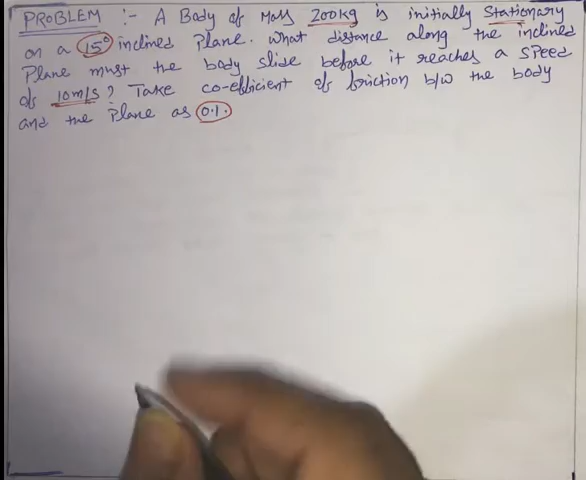 PROBLEM :- A Body of Mass 200kg is initially Stationary
on a 15° inclined Plane. What distance along the inclined
Plane must the body slide before it reaches a speed
of 10m/s? Take co-efficient of friction b/w the body
and the Plane as 0.1.